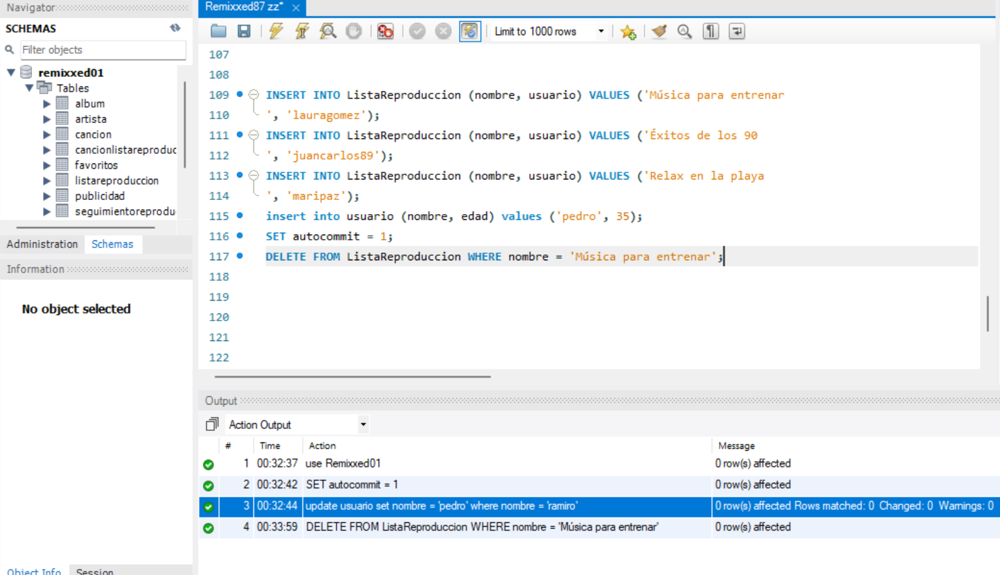 Navigator
SCHEMAS
Filter objects
remixxed01
Tables
album
artista
cancion
cancionlistareproduc
favoritos
listareproduccion
publicidad
seguimientoreprodu
Administration Schemas
Information
No object selected
Object Info Session
Remixxed87 zz* ×
Limit to 1000 rows
107
108
109 INSERT INTO ListaReproduccion (nombre, usuario) VALUES ('Música para entrenar
110 ', 'lauragomez');
111 INSERT INTO ListaReproduccion (nombre, usuario) VALUES ('Éxitos de los 90
112 ', 'juancarlos89');
113 INSERT INTO ListaReproduccion (nombre, usuario) VALUES ('Relax en la playa
114 ', 'maripaz');
115 insert into usuario (nombre, edad) values ('pedro', 35);
116 SET autocommit = 1;
117 DELETE FROM ListaReproduccion WHERE nombre = 'Música para entrenar';
118
119
120
121
122
Output
Action Output
# Time Action Message
1 00:32:37 use Remixxed01 0 row(s) affected
2 00:32:42 SET autocommit = 1 0 row(s) affected
3 00:32:44 update usuario set nombre = 'pedro' where nombre = 'ramiro' 0 row(s) affected Rows matched: 0 Changed: 0 Warnings: 0
4 00:33:59 DELETE FROM ListaReproduccion WHERE nombre = 'Música para entrenar' 0 row(s) affected